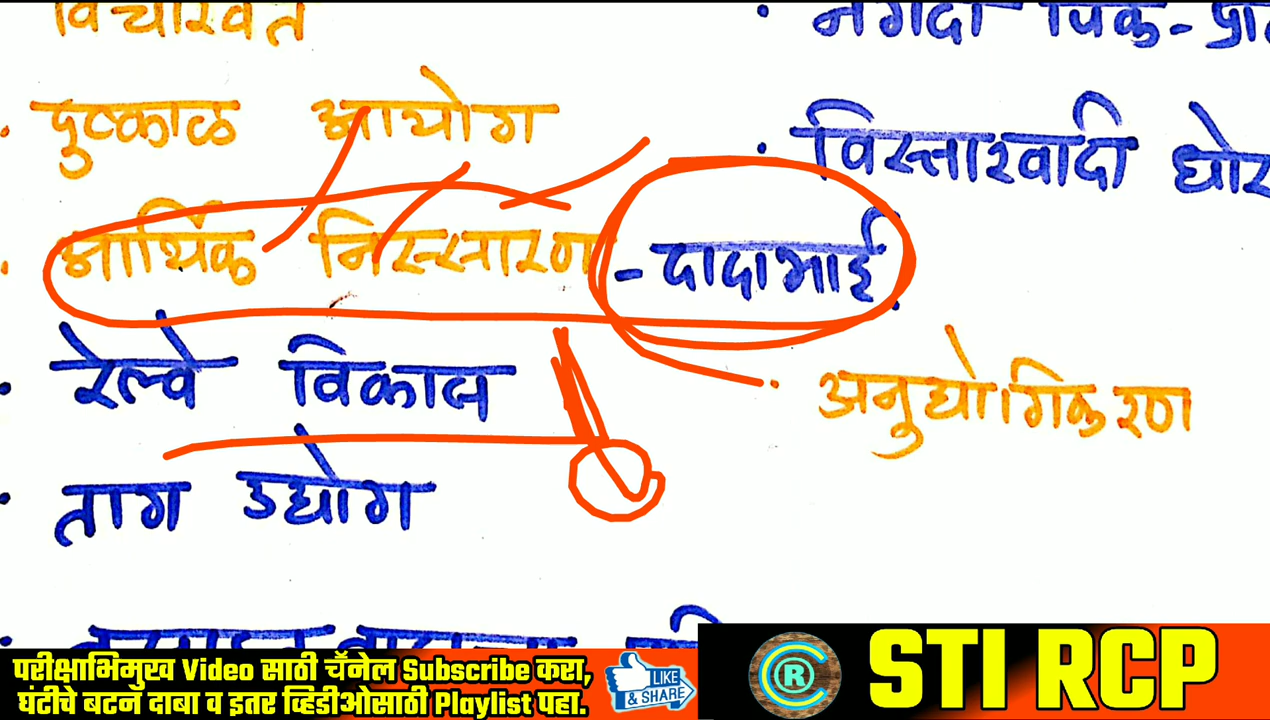 विचारवंत
दुष्काळ आयोग
आर्थिक निस्सारण - दादाभाई
रेल्वे विकास
ताग उद्योग
नगदी पिके -
विस्तारवादी
अनुद्योगिकरण
परीक्षाभिमुख Video साठी चॅनेल Subscribe करा,
घंटीचे बटन दाबा व इतर व्हिडीओसाठी Playlist पहा.
LIKE
& SHARE
R
STI RCP